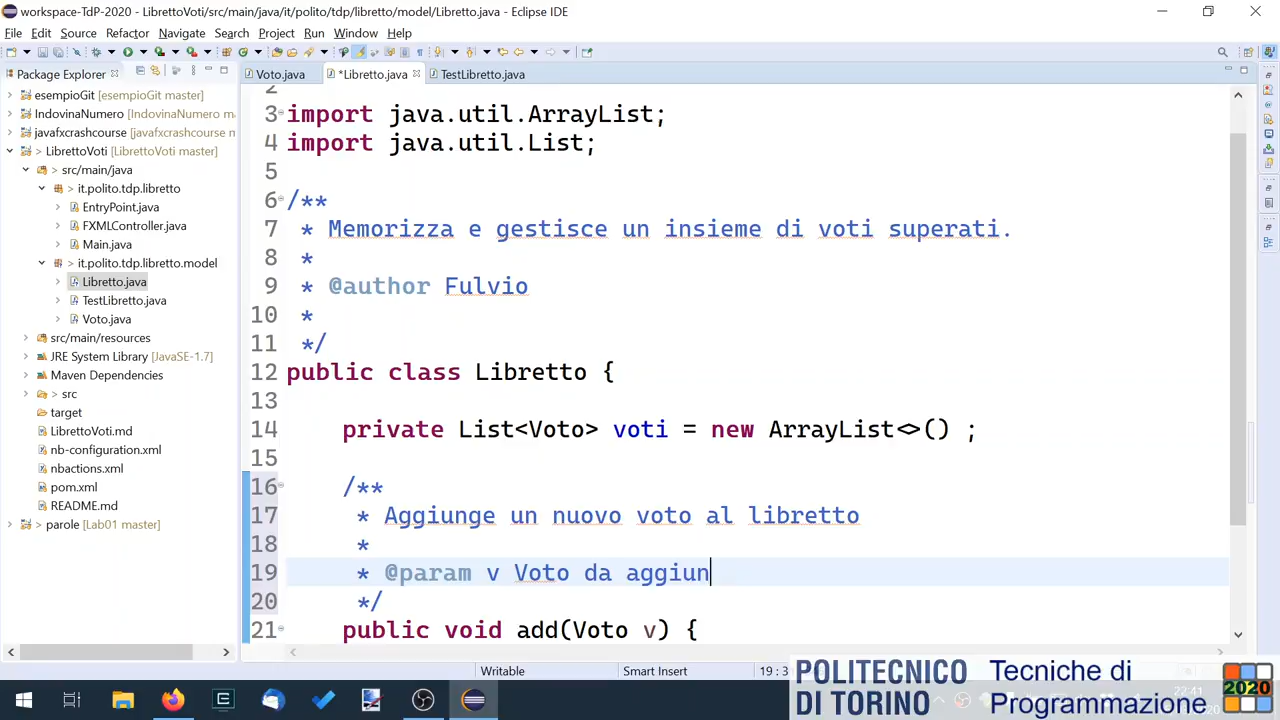 workspace-TdP-2020 - LibrettoVoti/src/main/java/it/polito/tdp/libretto/model/Libretto.java - Eclipse IDE
File Edit Source Refactor Navigate Search Project Run Window Help
Package Explorer
Voto.java
*Libretto.java
TestLibretto.java
esempioGit [esempioGit master]
IndovinaNumero [IndovinaNumero ma
javafxcrashcourse [javafxcrashcourse m
> LibrettoVoti [LibrettoVoti master]
> src/main/java
> it.polito.tdp.libretto
EntryPoint.java
FXMLController.java
Main.java
> it.polito.tdp.libretto.model
Libretto.java
TestLibretto.java
Voto.java
src/main/resources
JRE System Library [JavaSE-1.7]
Maven Dependencies
> src
target
LibrettoVoti.md
nb-configuration.xml
nbactions.xml
pom.xml
README.md
> parole [Lab01 master]
2
3 import java.util.ArrayList;
4 import java.util.List;
5
6 /**
7 * Memorizza e gestisce un insieme di voti superati.
8 *
9 * @author Fulvio
10 *
11 */
12 public class Libretto {
13
14 private List<Voto> voti = new ArrayList<>() ;
15
16 /**
17 * Aggiunge un nuovo voto al libretto
18 *
19 * @param v Voto da aggiun
20 */
21 public void add(Voto v) {
Writable
Smart Insert
19 : 3
POLITECNICO DI TORINO
Tecniche di Programmazione
2020
22:41